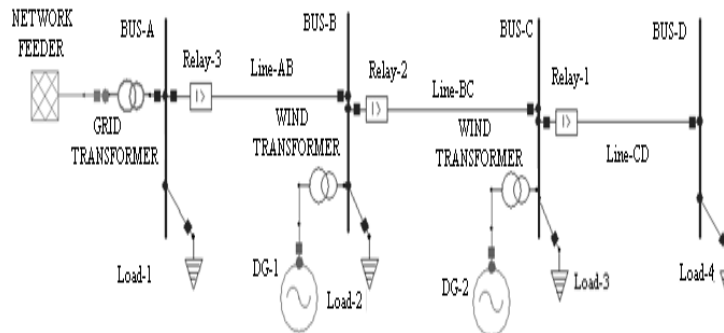 NETWORK
FEEDER
BUS-A
BUS-B
BUS-C
BUS-D
Relay-3
Line-AB
Relay-2
Line-BC
Relay-1
I>
I>
I>
GRID
TRANSFORMER
WIND
TRANSFORMER
WIND
TRANSFORMER
Line-CD
Load-1
DG-1
Load-2
DG-2
Load-3
Load-4